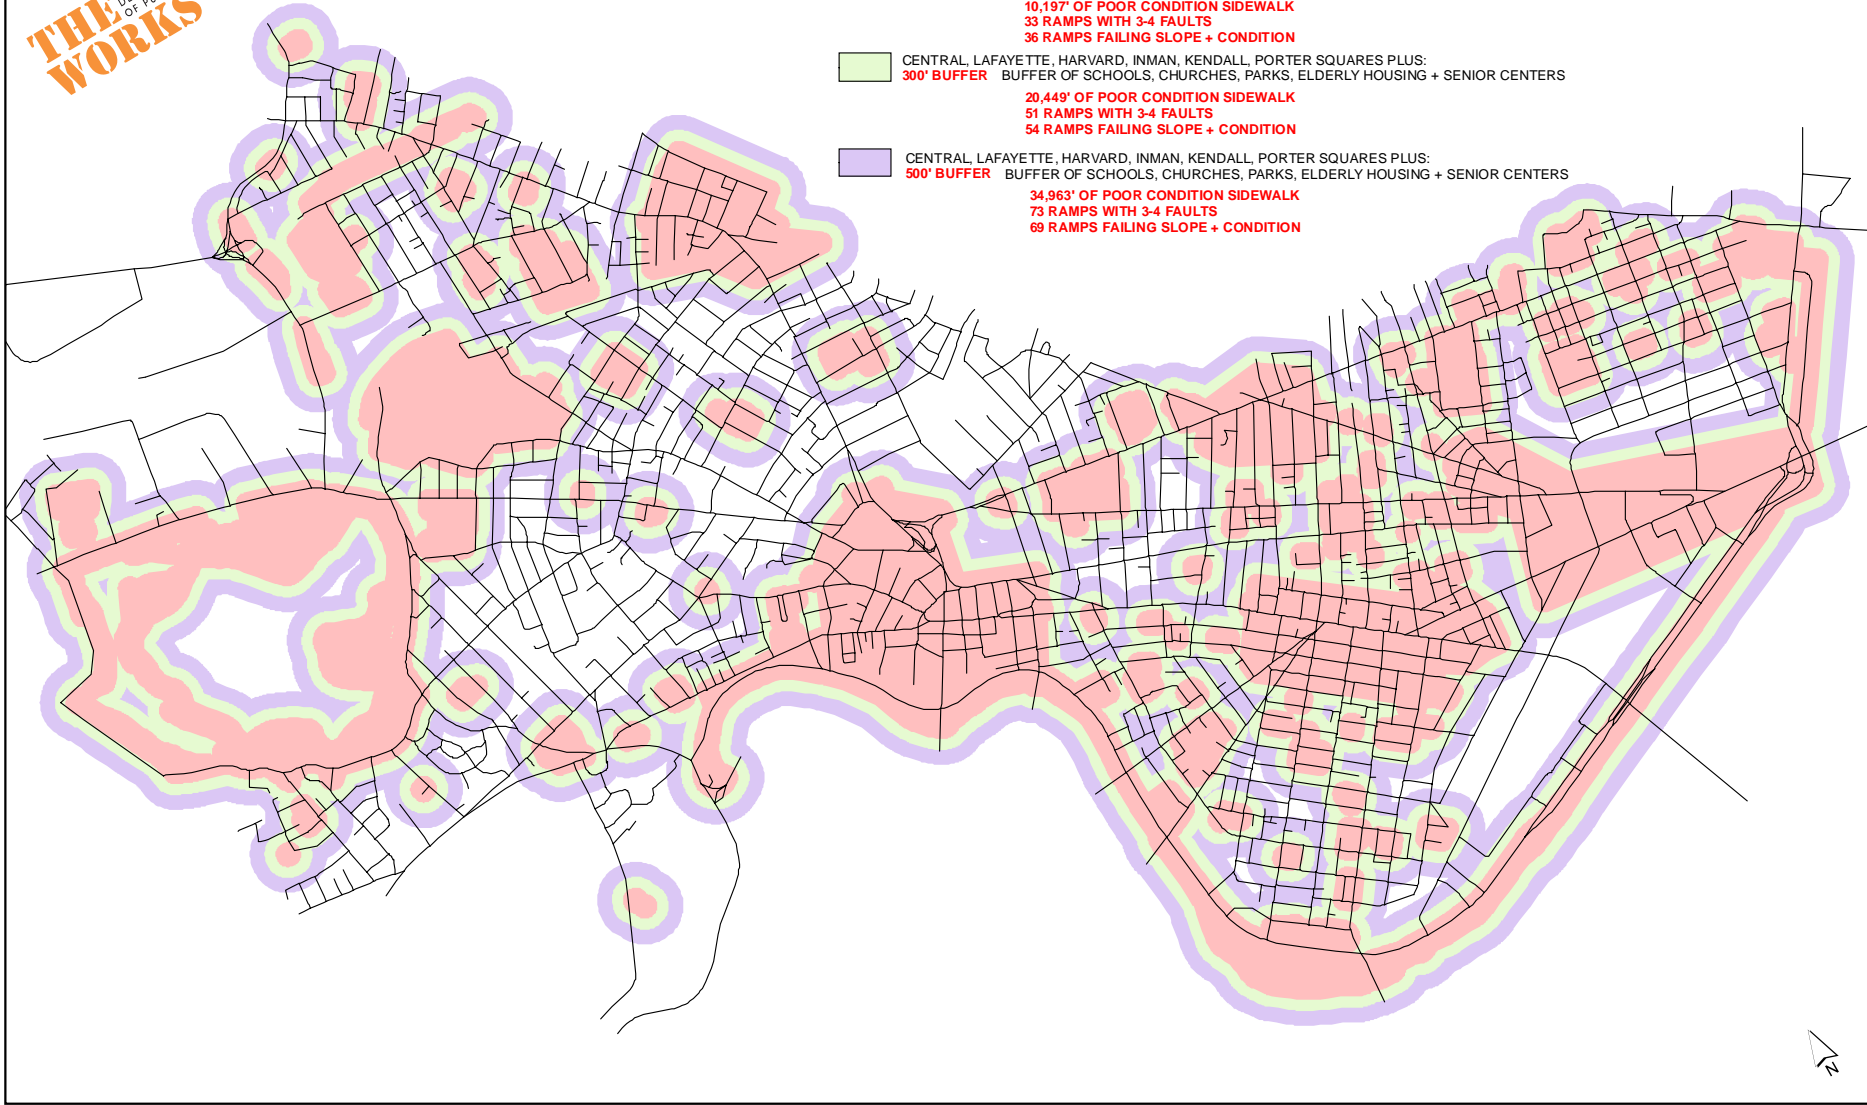 THE
OF
WORKS
10,197' OF POOR CONDITION SIDEWALK
33 RAMPS WITH 3-4 FAULTS
36 RAMPS FAILING SLOPE + CONDITION
CENTRAL, LAFAYETTE, HARVARD, INMAN, KENDALL, PORTER SQUARES PLUS:
300' BUFFER BUFFER OF SCHOOLS, CHURCHES, PARKS, ELDERLY HOUSING + SENIOR CENTERS
20,449' OF POOR CONDITION SIDEWALK
51 RAMPS WITH 3-4 FAULTS
54 RAMPS FAILING SLOPE + CONDITION
CENTRAL, LAFAYETTE, HARVARD, INMAN, KENDALL, PORTER SQUARES PLUS:
500' BUFFER BUFFER OF SCHOOLS, CHURCHES, PARKS, ELDERLY HOUSING + SENIOR CENTERS
34,963' OF POOR CONDITION SIDEWALK
73 RAMPS WITH 3-4 FAULTS
69 RAMPS FAILING SLOPE + CONDITION
N